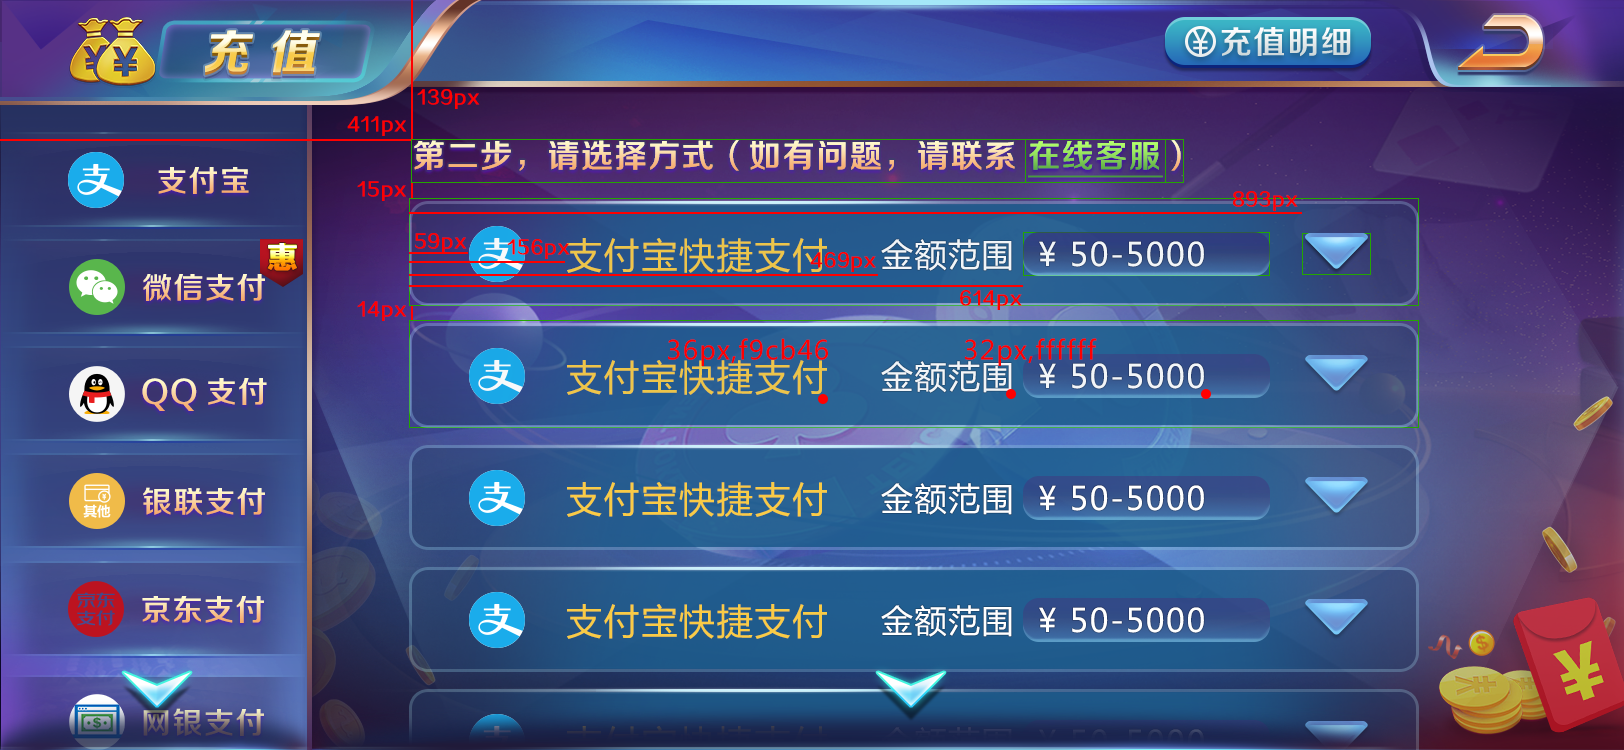 充值
¥充值明细
139px
411px
第二步，请选择方式（如有问题，请联系 在线客服）
支付宝
15px
893px
59px
156px
支付宝快捷支付
469px
金额范围
¥ 50-5000
惠
微信支付
614px
14px
36px,f9cb46
32px,ffffff
支付宝快捷支付
金额范围
¥ 50-5000
QQ 支付
其他
银联支付
支付宝快捷支付
金额范围
¥ 50-5000
京东支付
京东支付
支付宝快捷支付
金额范围
¥ 50-5000
网银支付
50-5000